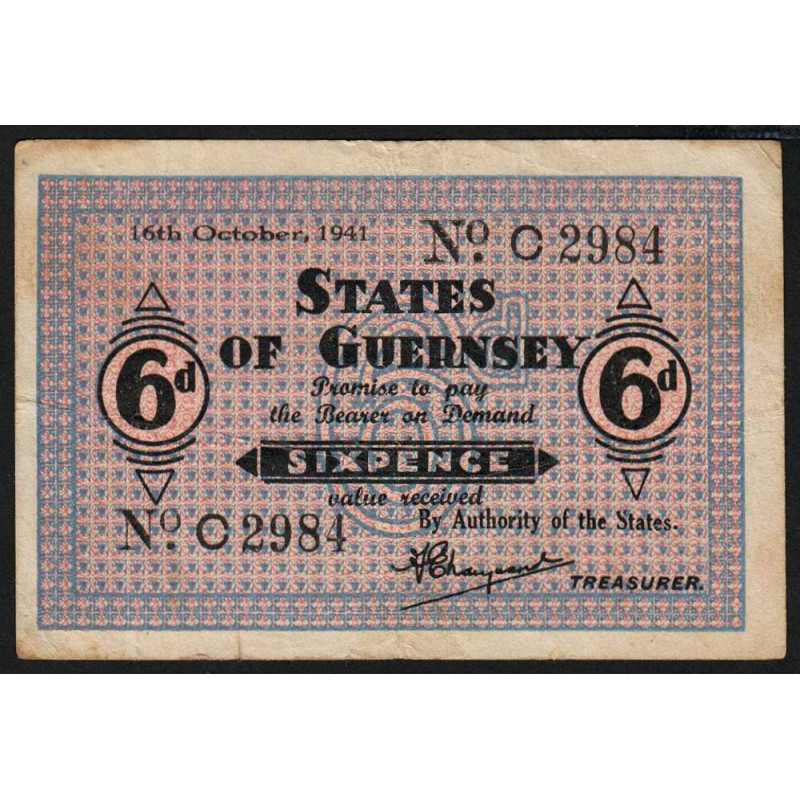 16th October, 1941
No. C 2984
STATES
OF GUERNSEY
6d
6d
Promise to pay
the Bearer on Demand
SIXPENCE
value received
No. C 2984
By Authority of the States.
TREASURER.